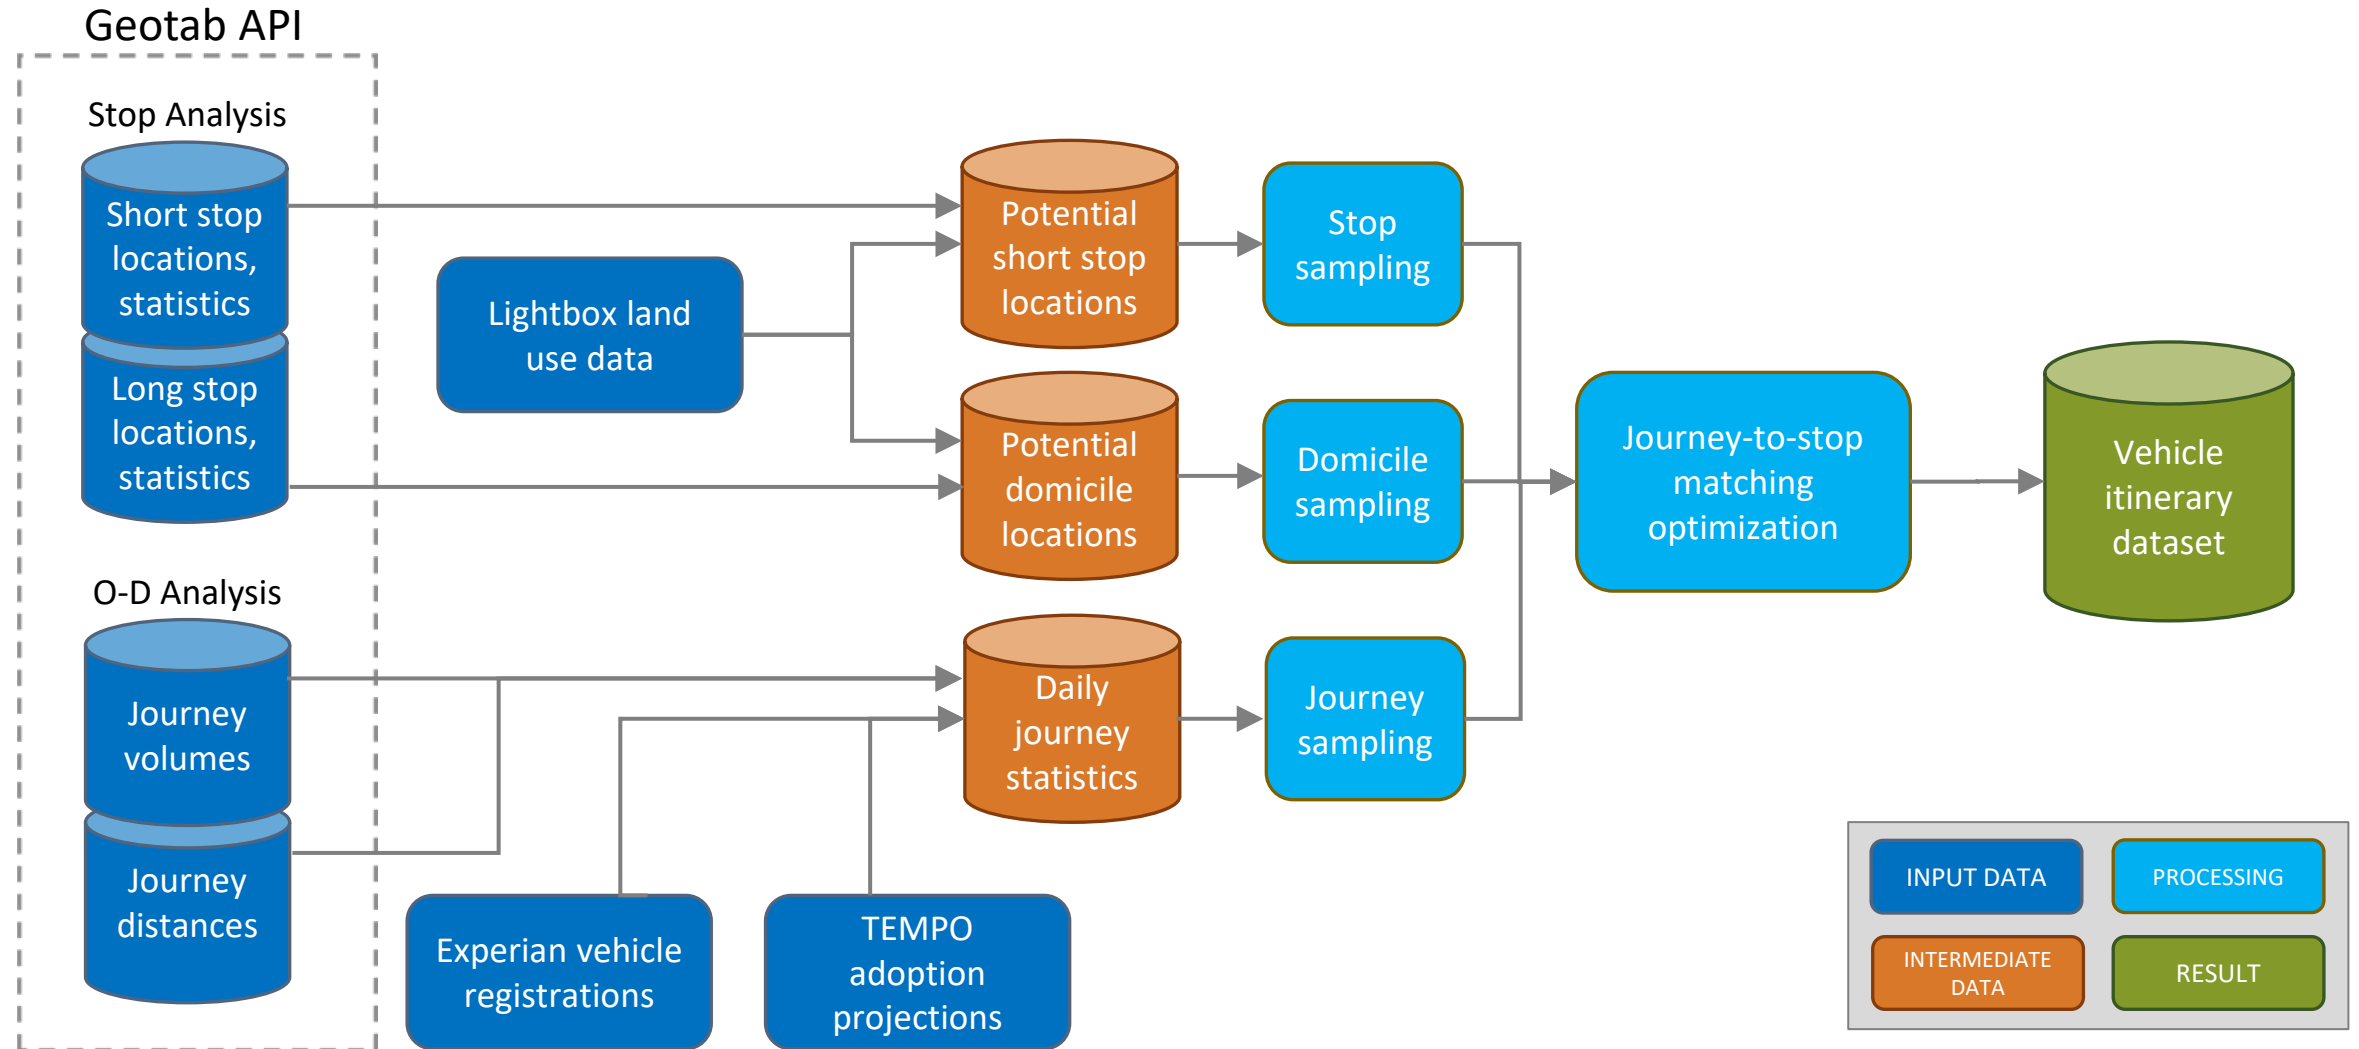 Geotab API
Stop Analysis
Short stop
locations,
statistics
Long stop
locations,
statistics
O-D Analysis
Journey
volumes
Journey
distances
Lightbox land
use data
Experian vehicle
registrations
TEMPO
adoption
projections
Potential
short stop
locations
Potential
domicile
locations
Daily
journey
statistics
Stop
sampling
Domicile
sampling
Journey
sampling
Journey-to-stop
matching
optimization
Vehicle
itinerary
dataset
INPUT DATA
PROCESSING
INTERMEDIATE
DATA
RESULT